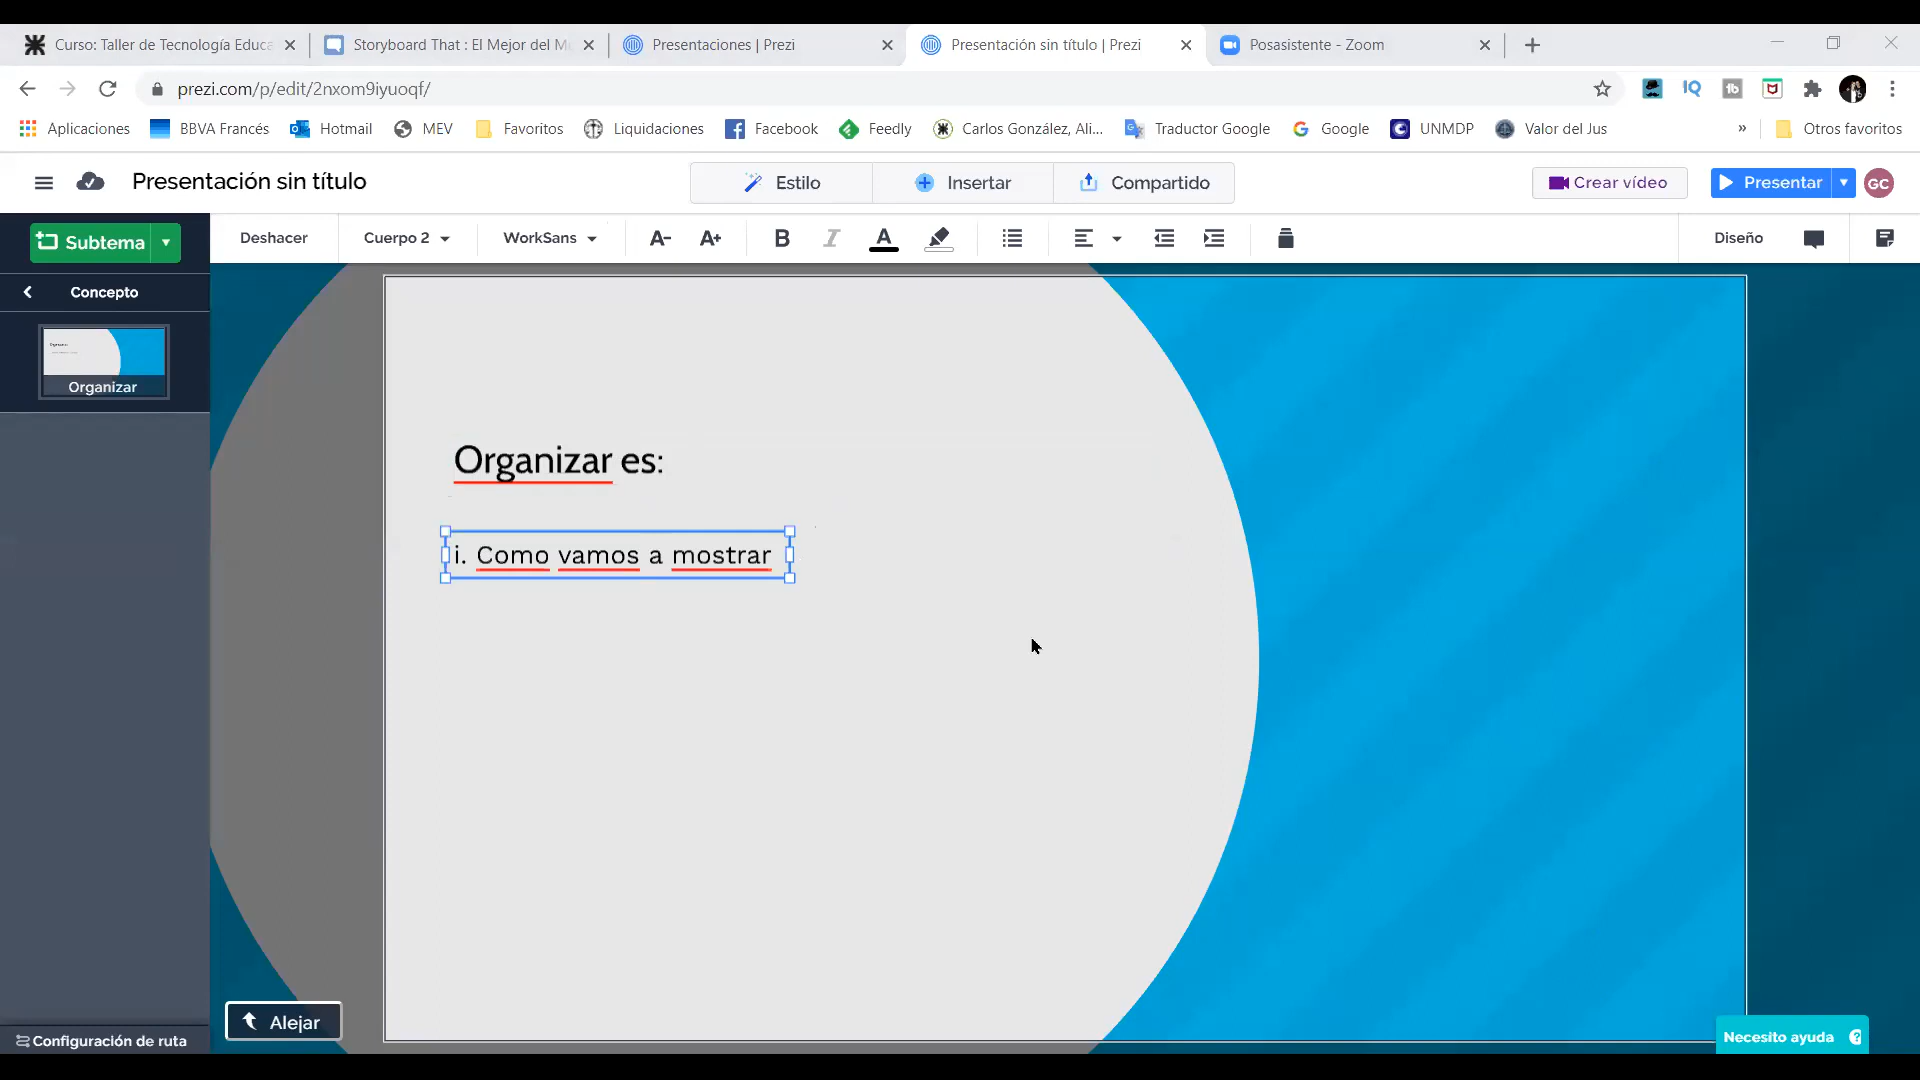 Curso: Taller de Tecnología Educa
Storyboard That : El Mejor del M
Presentaciones | Prezi
Presentación sin título | Prezi
Posasistente - Zoom
prezi.com/p/edit/2nxom9iyuoqf/
IQ
tb
Aplicaciones
BBVA Francés
Hotmail
MEV
Favoritos
Liquidaciones
Facebook
Feedly
Carlos González, Ali...
Traductor Google
Google
UNMDP
Valor del Jus
»
Otros favoritos
Presentación sin título
Estilo
Insertar
Compartido
Crear vídeo
Presentar
GC
Subtema
Deshacer
Cuerpo 2
WorkSans
A-
A+
B
I
A
Diseño
Concepto
Organizar
Organizar es:
i. Como vamos a mostrar
Alejar
Configuración de ruta
Necesito ayuda ?